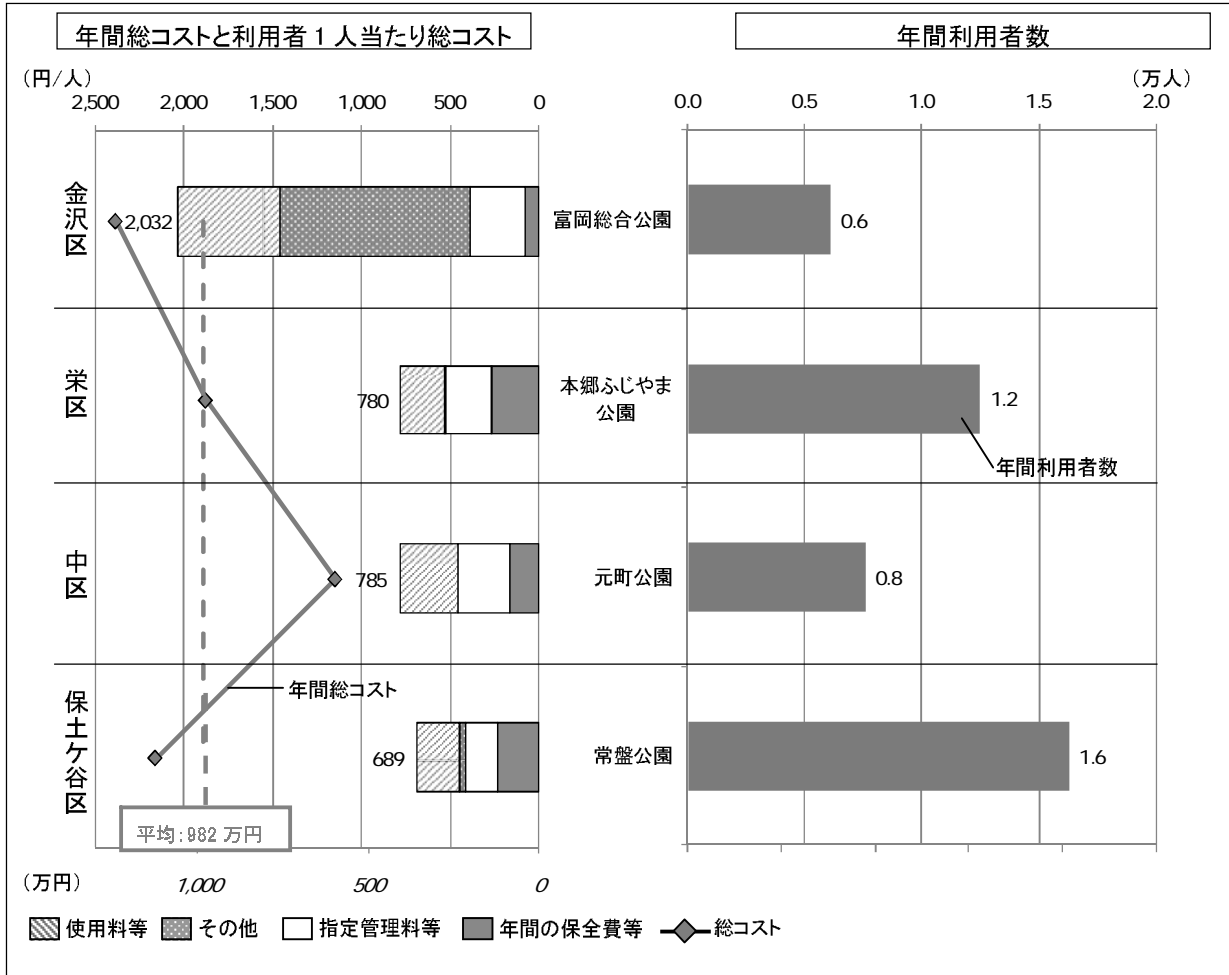 年間総コストと利用者1人当たり総コスト
年間利用者数
(円/人)
(万人)
2,500 2,000 1,500 1,000 500 0
0.0 0.5 1.0 1.5 2.0
金沢区
2,032
富岡総合公園
0.6
栄区
780
本郷ふじやま
公園
1.2
年間利用者数
中区
785
元町公園
0.8
保土ケ谷区
年間総コスト
689
常盤公園
1.6
平均:982 万円
(万円)
1,000 500 0
使用料等 その他 指定管理料等 年間の保全費等 総コスト